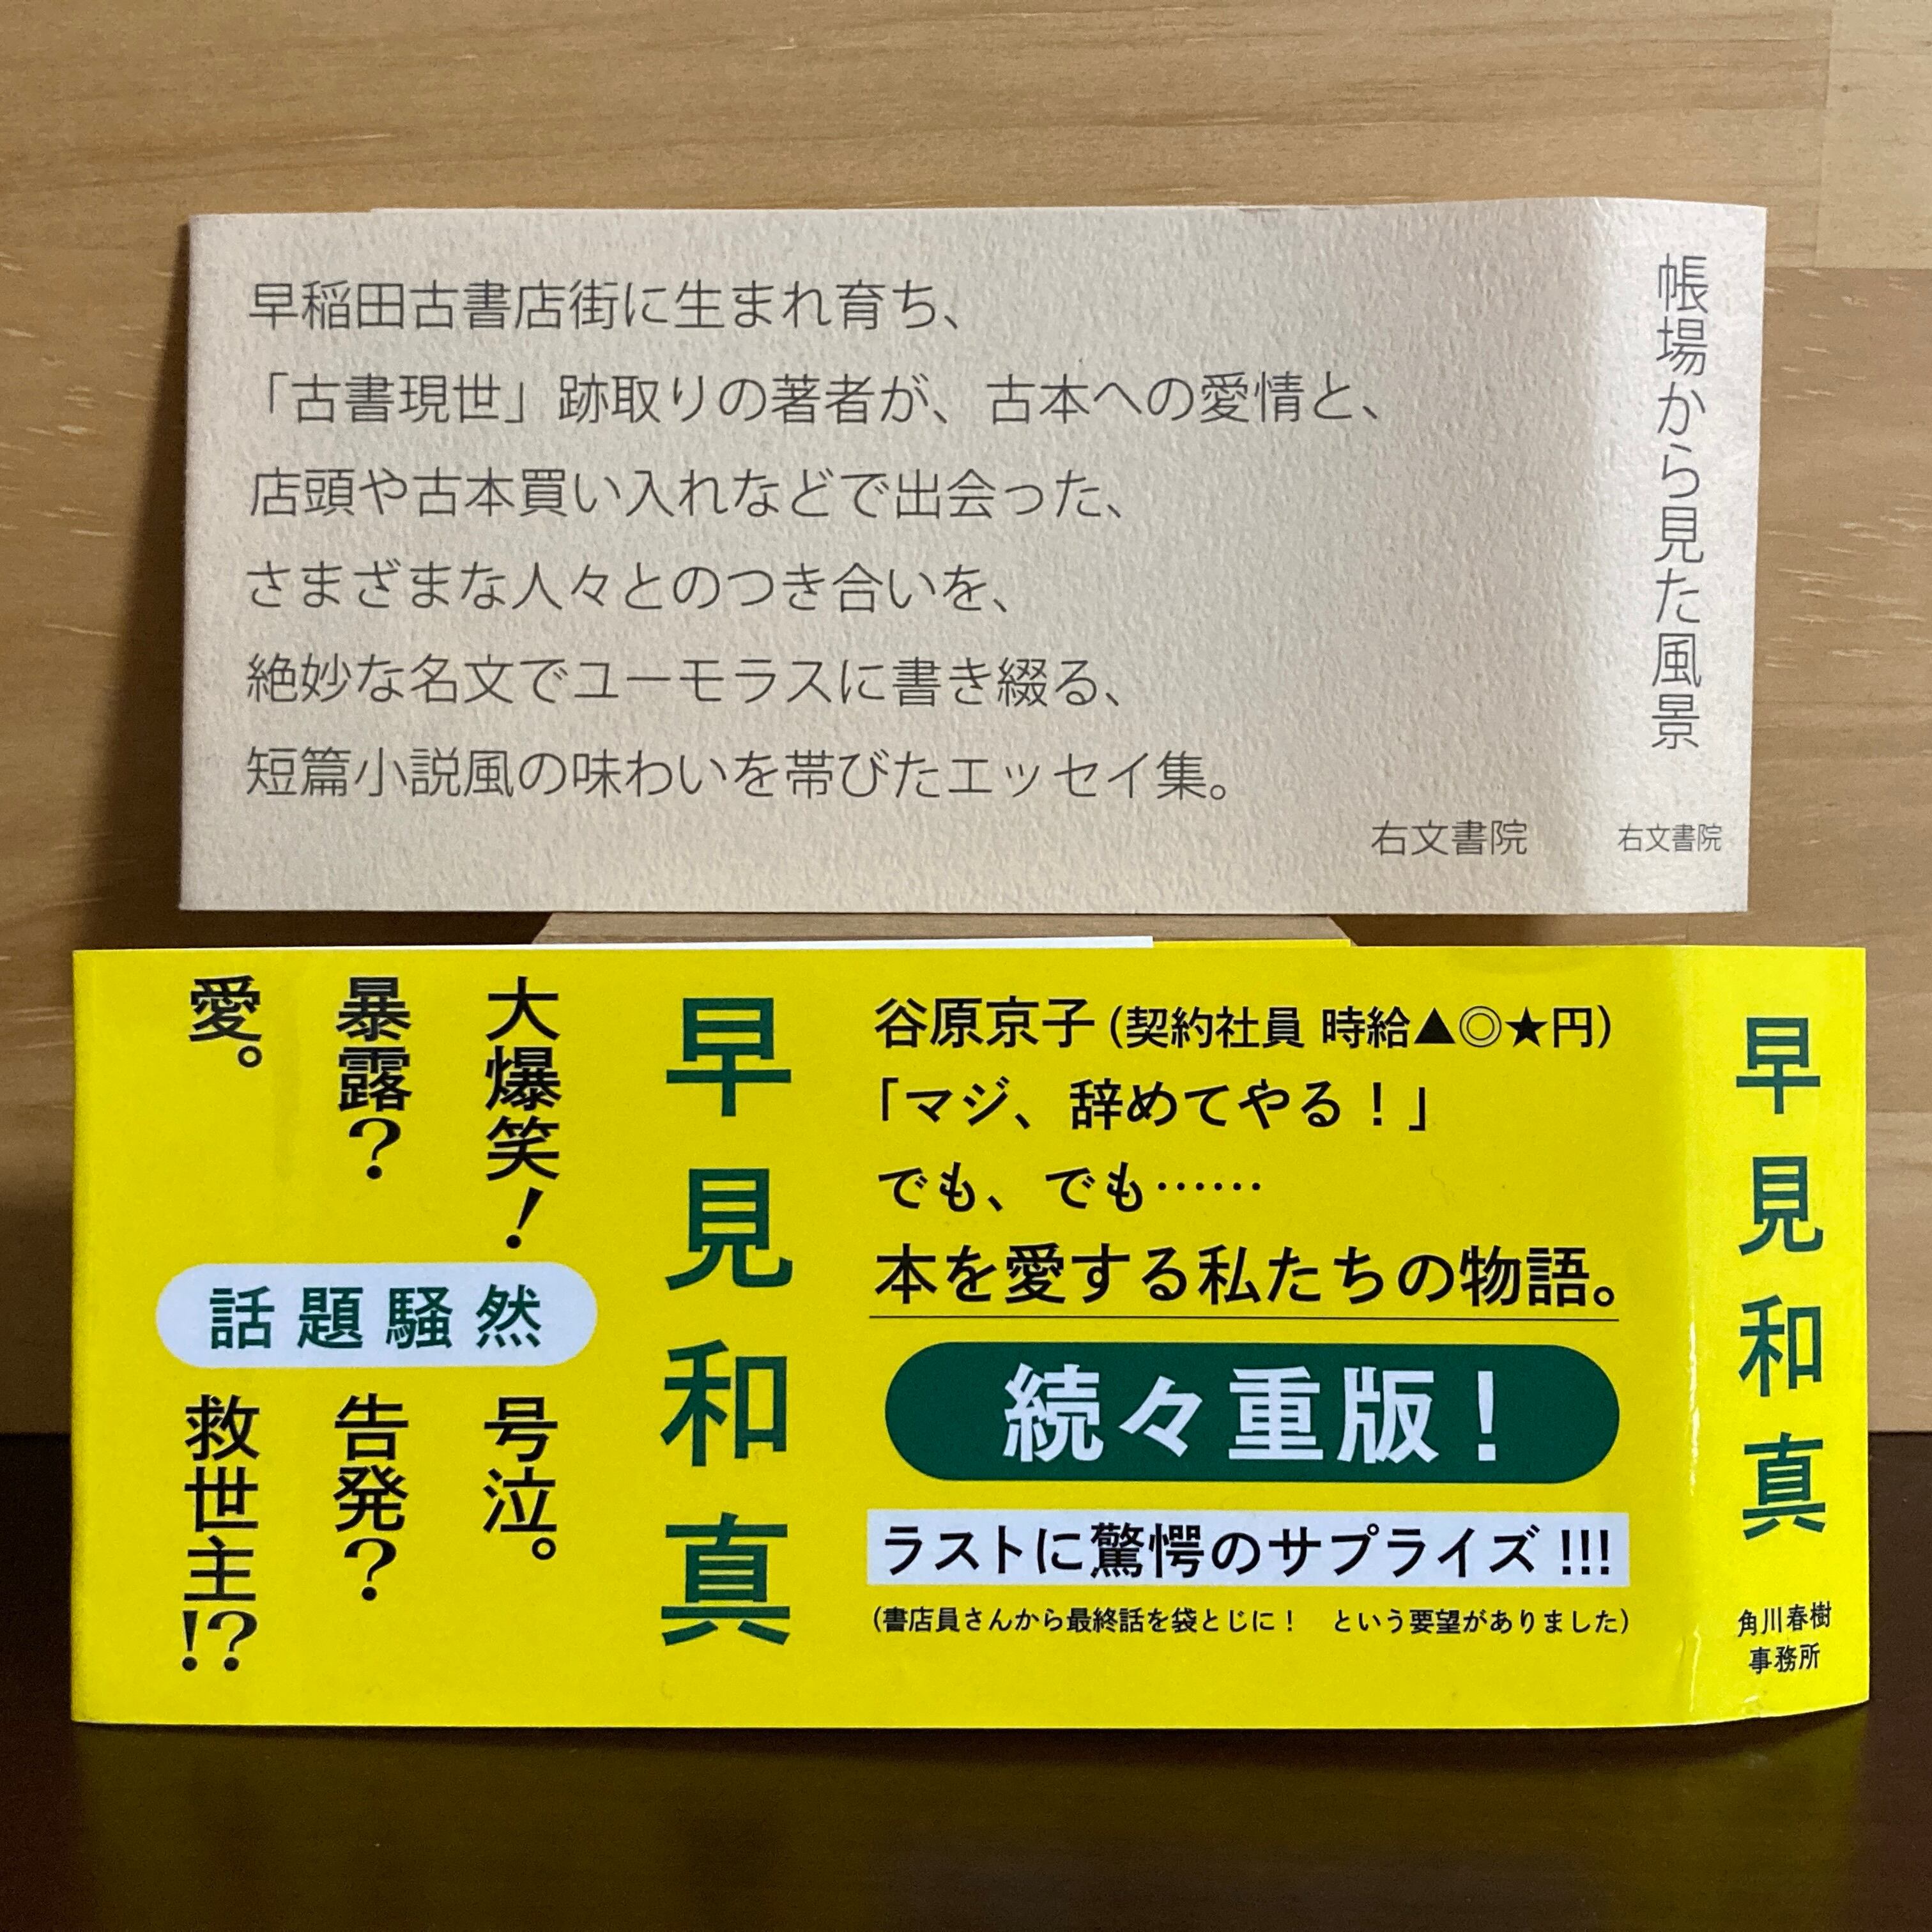 早稲田古書店街に生まれ育ち、
「古書現世」跡取りの著者が、古本への愛情と、
店頭や古本買い入れなどで出会った、
さまざまな人々とのつき合いを、
絶妙な名文でユーモラスに書き綴る、
短篇小説風の味わいを帯びたエッセイ集。
右文書院
帳場から見た風景
右文書院
谷原京子(契約社員 時給▲◎★円)
「マジ、辞めてやる！」
でも、でも……
本を愛する私たちの物語。
続々重版！
ラストに驚愕のサプライズ!!!
(書店員さんから最終話を袋とじに！　という要望がありました)
早見和真
大爆笑！
暴露？
愛。
話題騒然
号泣。
告発？
救世主!?
早見和真
角川春樹
事務所